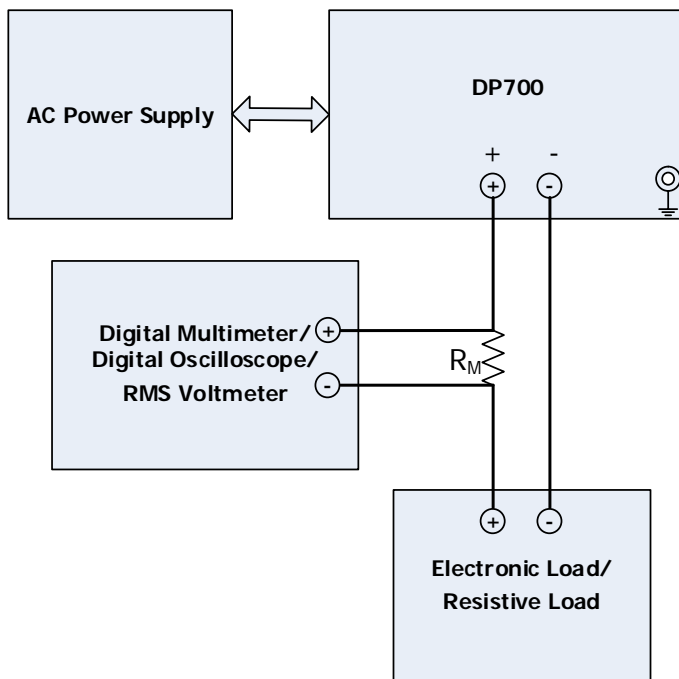 AC Power Supply
DP700
+ -
+ -
Digital Multimeter/
Digital Oscilloscope/
RMS Voltmeter
+
-
RM
+ -
Electronic Load/
Resistive Load